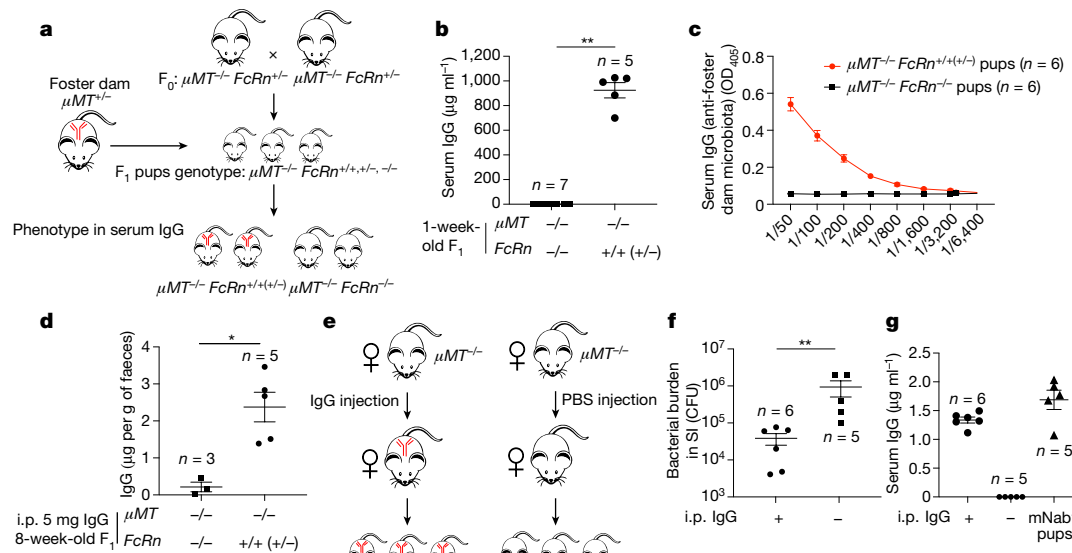 a
F0: μMT−/− FcRn+/− μMT−/− FcRn+/−
×
Foster dam
μMT+/−
F1 pups genotype: μMT−/− FcRn+/+,+/−, −/−
Phenotype in serum IgG
μMT−/− FcRn+/+(+/−) μMT−/− FcRn−/−
b
**
Serum IgG (μg ml−1)
1,200
1,000
800
600
400
200
0
n = 5
n = 7
1-week-
old F1
μMT −/− −/−
FcRn −/− +/+ (+/−)
c
Serum IgG (anti-foster
dam microbiota) (OD405)
0.8
0.6
0.4
0.2
0
μMT−/− FcRn+/+(+/−) pups (n = 6)
μMT−/− FcRn−/− pups (n = 6)
1/50
1/100
1/200
1/400
1/800
1/1,600
1/3,200
1/6,400
d
*
IgG (μg per g of faeces)
4
3
2
1
0
n = 5
n = 3
i.p. 5 mg IgG
8-week-old F1
μMT −/− −/−
FcRn −/− +/+ (+/−)
e
♀ μMT−/− ♀ μMT−/−
IgG injection PBS injection
♀ ♀
f
**
Bacterial burden
in SI (CFU)
10⁷
10⁶
10⁵
10⁴
10³
n = 6
n = 5
i.p. IgG + −
g
Serum IgG (μg ml−1)
2.5
2.0
1.5
1.0
0.5
0
n = 6
n = 5
n = 5
i.p. IgG + − mNab
pups